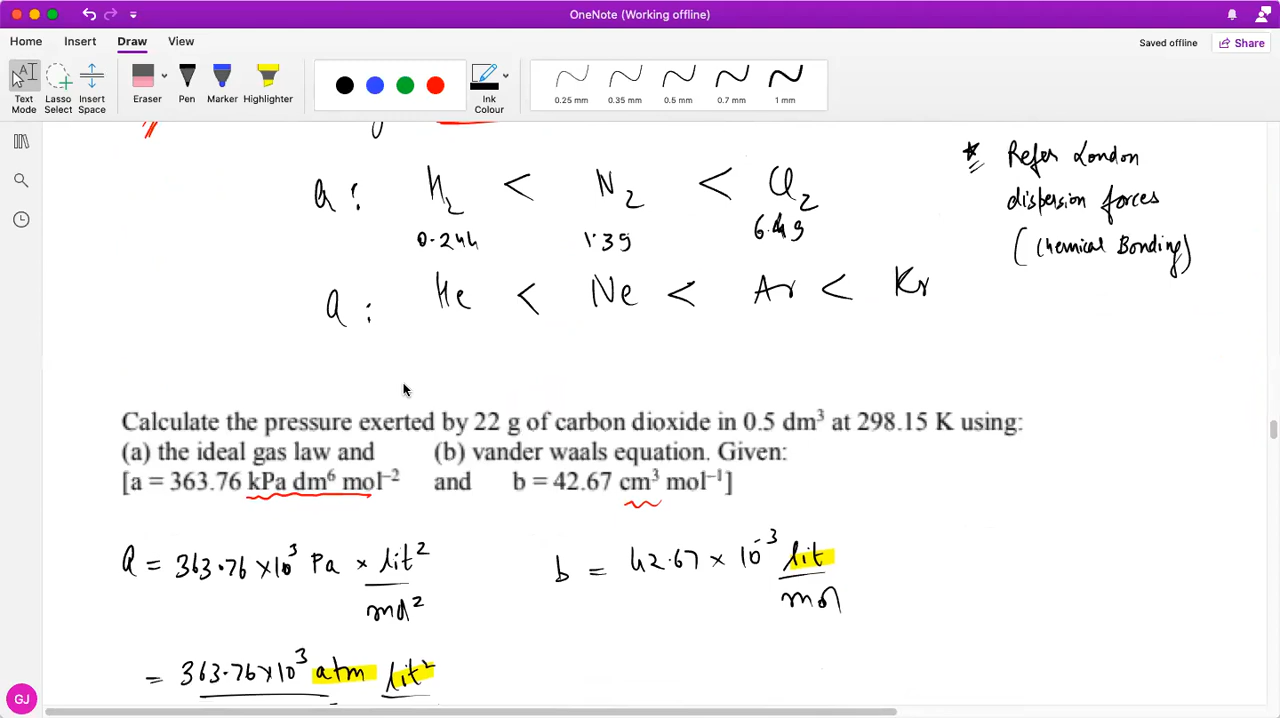 OneNote (Working offline)
Home Insert Draw View
Saved offline
Share
Text Mode
Lasso Select
Insert Space
Eraser
Pen
Marker
Highlighter
Ink Colour
0.25 mm
0.35 mm
0.5 mm
0.7 mm
1 mm
a : H₂ < N₂ < Cl₂
0.244 1.39 6.49
a : He < Ne < Ar < Kr
* Refer London
dispersion forces
(Chemical Bonding)
Calculate the pressure exerted by 22 g of carbon dioxide in 0.5 dm³ at 298.15 K using:
(a) the ideal gas law and (b) vander waals equation. Given:
[a = 363.76 kPa dm⁶ mol⁻² and b = 42.67 cm³ mol⁻¹]
a = 363.76 × 10³ Pa × lit²/mol²
b = 42.67 × 10⁻³ lit/mol
= 363.76 × 10³ atm lit²
GJ